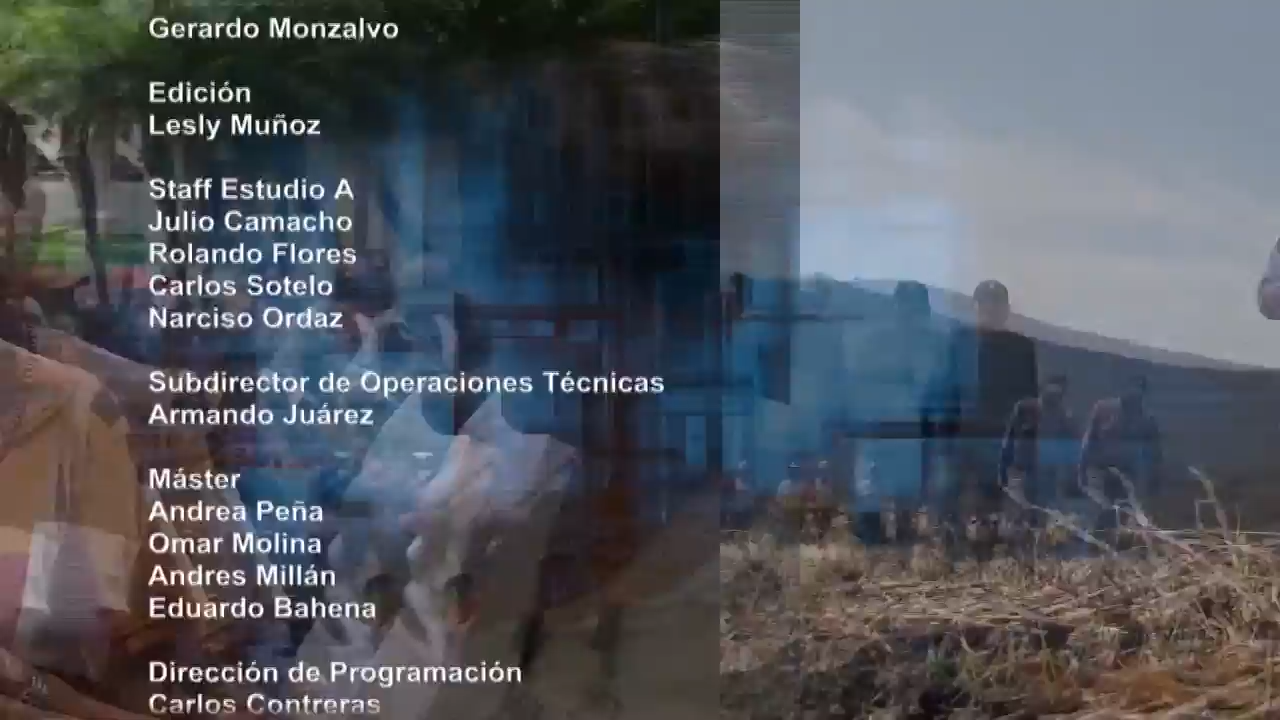 Gerardo Monzalvo
Edición
Lesly Muñoz
Staff Estudio A
Julio Camacho
Rolando Flores
Carlos Sotelo
Narciso Ordaz
Subdirector de Operaciones Técnicas
Armando Juárez
Máster
Andrea Peña
Omar Molina
Andres Millán
Eduardo Bahena
Dirección de Programación
Carlos Contreras